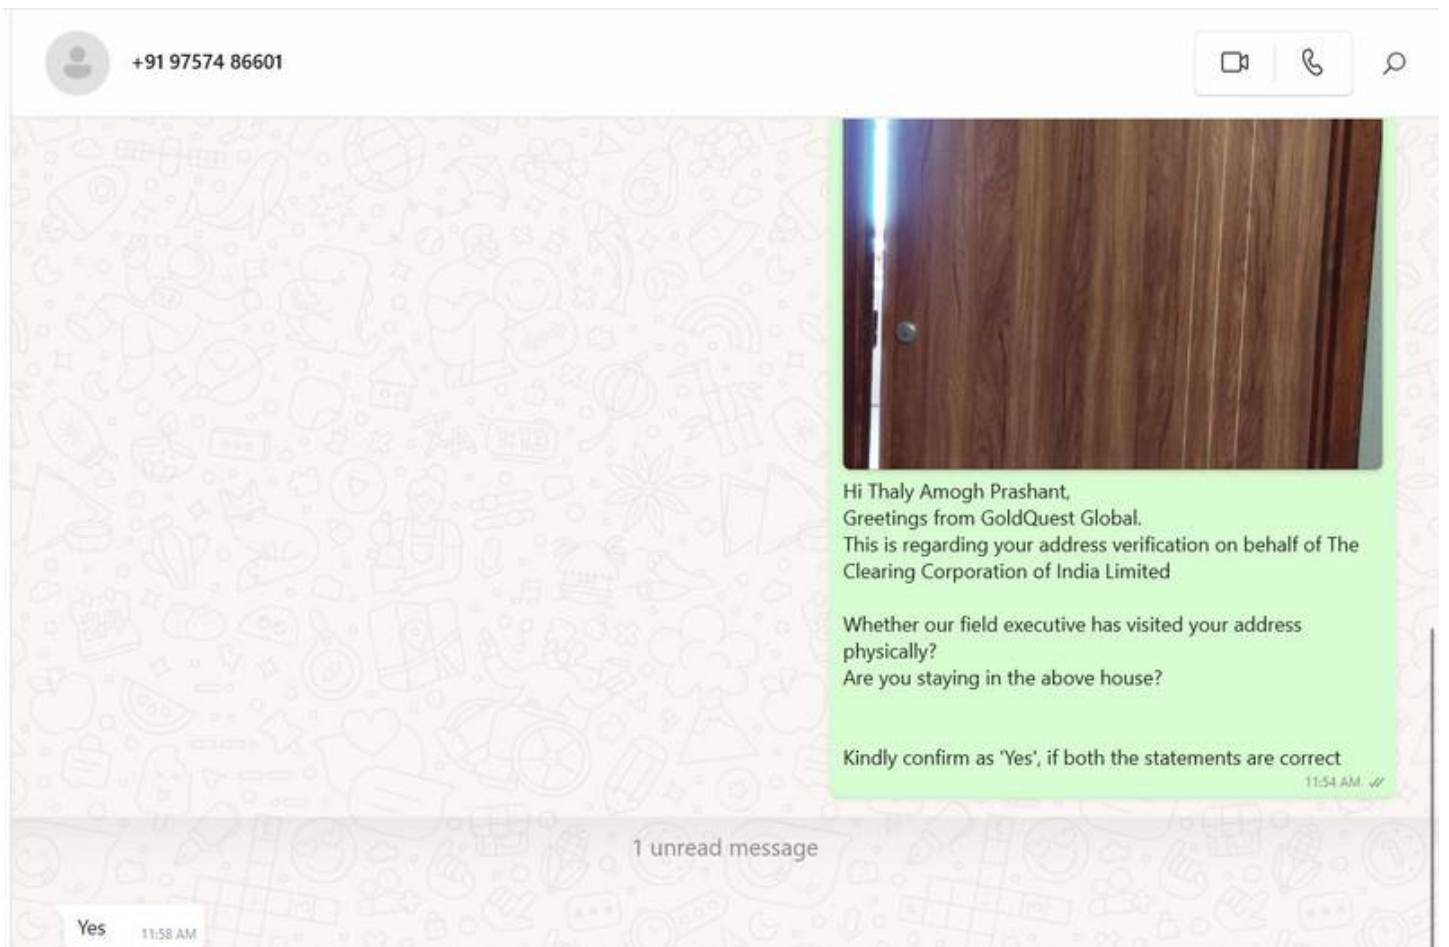 +91 97574 86601
Hi Thaly Amogh Prashant,
Greetings from GoldQuest Global.
This is regarding your address verification on behalf of The
Clearing Corporation of India Limited
Whether our field executive has visited your address
physically?
Are you staying in the above house?
Kindly confirm as 'Yes', if both the statements are correct
11:54 AM
1 unread message
Yes 11:58 AM